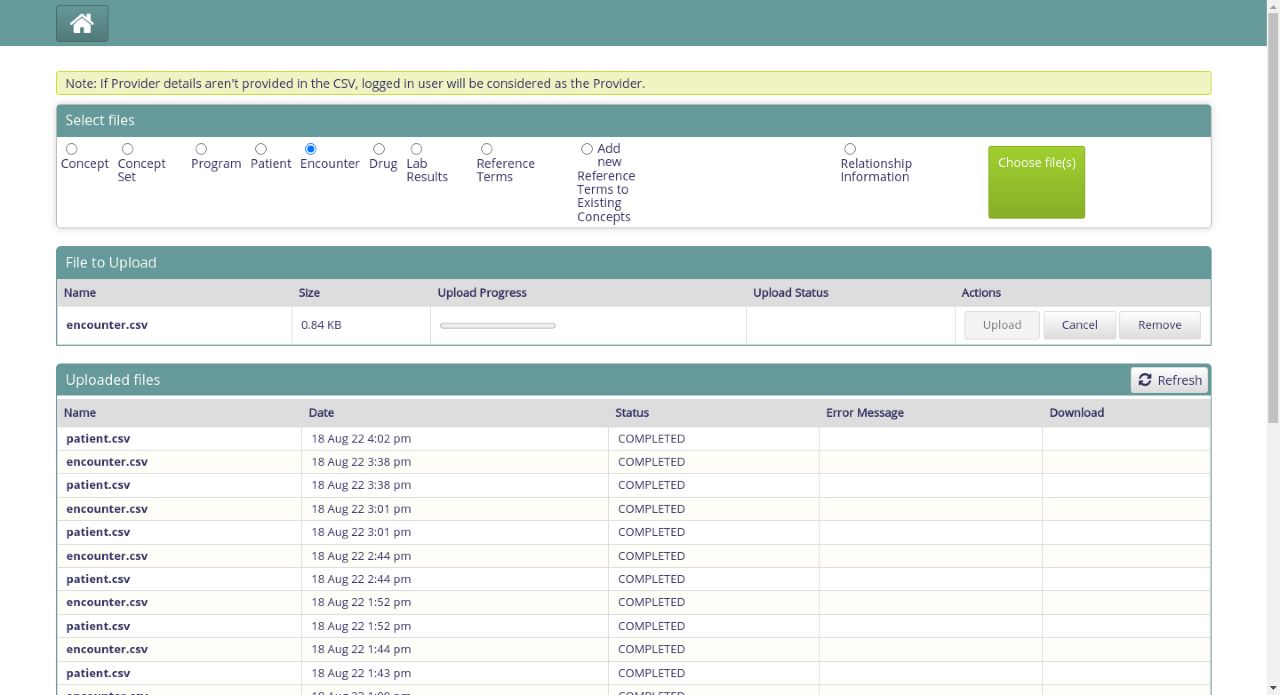 Note: If Provider details aren't provided in the CSV, logged in user will be considered as the Provider.
Select files
Concept
Concept Set
Program
Patient
Encounter
Drug
Lab Results
Reference Terms
Add new Reference Terms to Existing Concepts
Relationship Information
Choose file(s)
File to Upload
Name Size Upload Progress Upload Status Actions
encounter.csv 0.84 KB Upload Cancel Remove
Uploaded files Refresh
Name Date Status Error Message Download
patient.csv 18 Aug 22 4:02 pm COMPLETED
encounter.csv 18 Aug 22 3:38 pm COMPLETED
patient.csv 18 Aug 22 3:38 pm COMPLETED
encounter.csv 18 Aug 22 3:01 pm COMPLETED
patient.csv 18 Aug 22 3:01 pm COMPLETED
encounter.csv 18 Aug 22 2:44 pm COMPLETED
patient.csv 18 Aug 22 2:44 pm COMPLETED
encounter.csv 18 Aug 22 1:52 pm COMPLETED
patient.csv 18 Aug 22 1:52 pm COMPLETED
encounter.csv 18 Aug 22 1:44 pm COMPLETED
patient.csv 18 Aug 22 1:43 pm COMPLETED